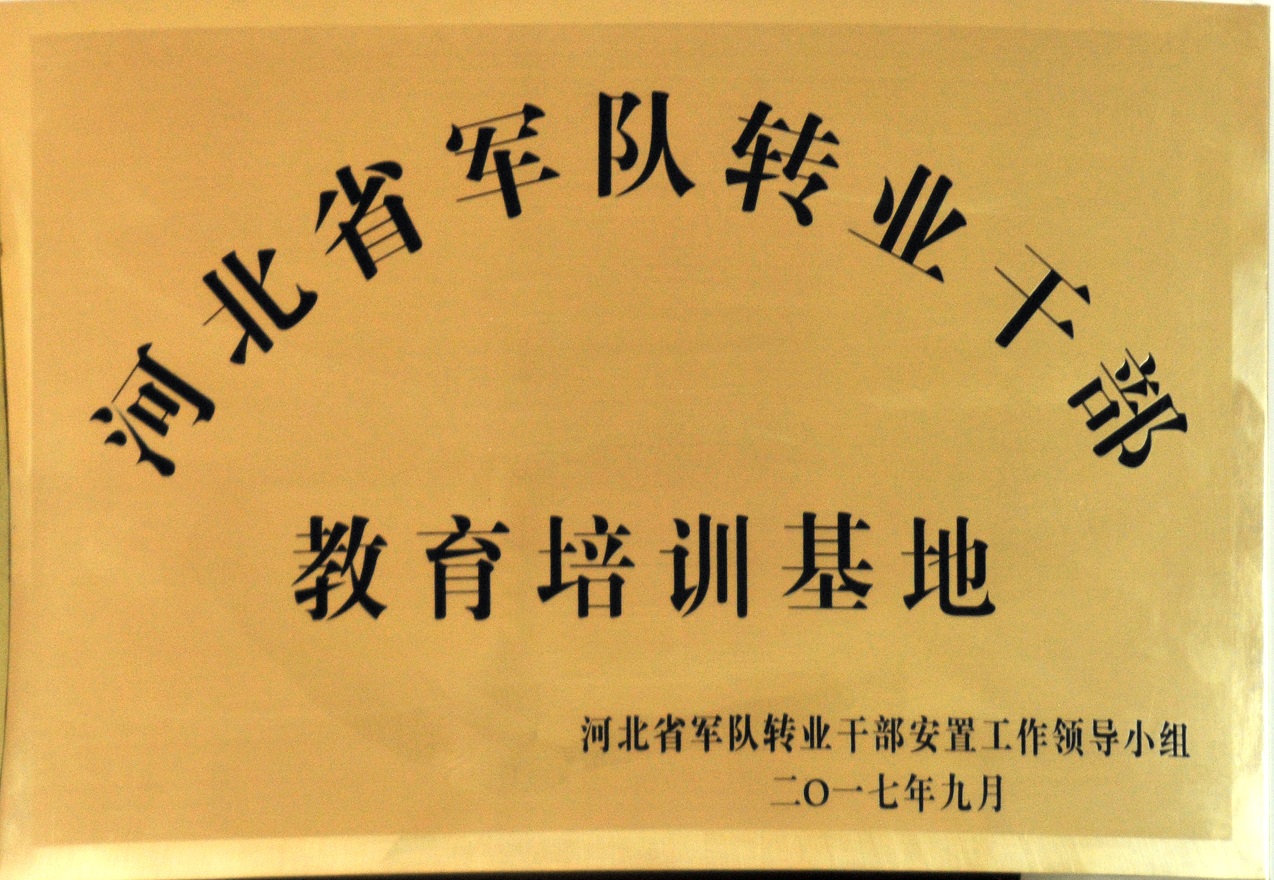 河北省军队转业干部
教育培训基地
河北省军队转业干部安置工作领导小组
二〇一七年九月